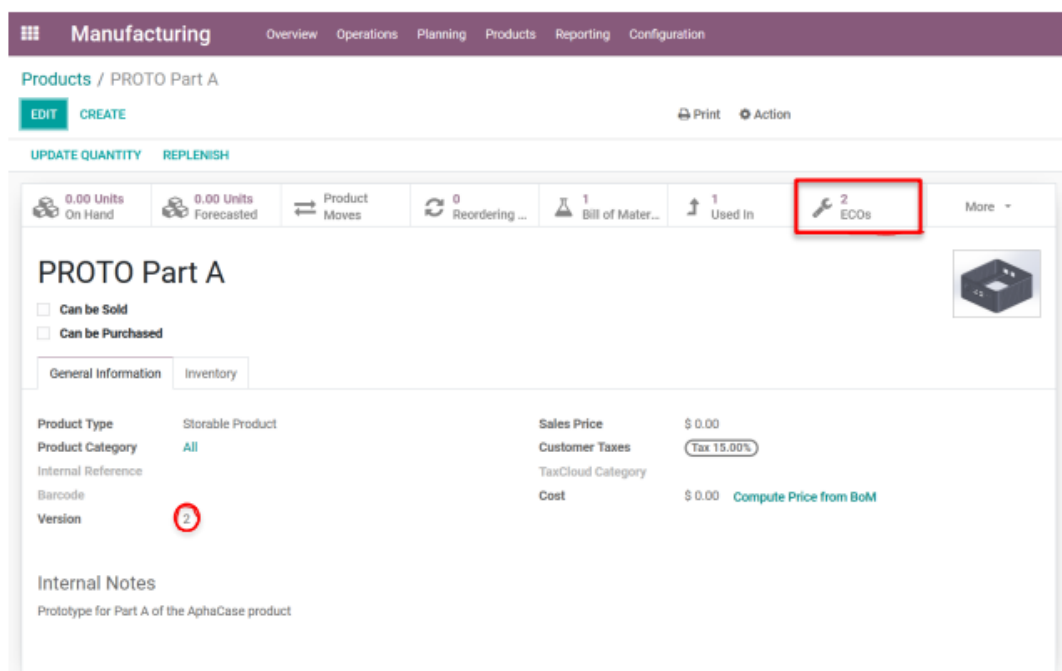 Manufacturing Overview Operations Planning Products Reporting Configuration
Products / PROTO Part A
EDIT CREATE Print Action
UPDATE QUANTITY REPLENISH
0.00 Units On Hand
0.00 Units Forecasted
Product Moves
0 Reordering ...
1 Bill of Mater...
1 Used In
2 ECOs
More
PROTO Part A
Can be Sold
Can be Purchased
General Information Inventory
Product Type Storable Product Sales Price $ 0.00
Product Category All Customer Taxes Tax 15.00%
Internal Reference TaxCloud Category
Barcode Cost $ 0.00 Compute Price from BoM
Version 2
Internal Notes
Prototype for Part A of the AphaCase product